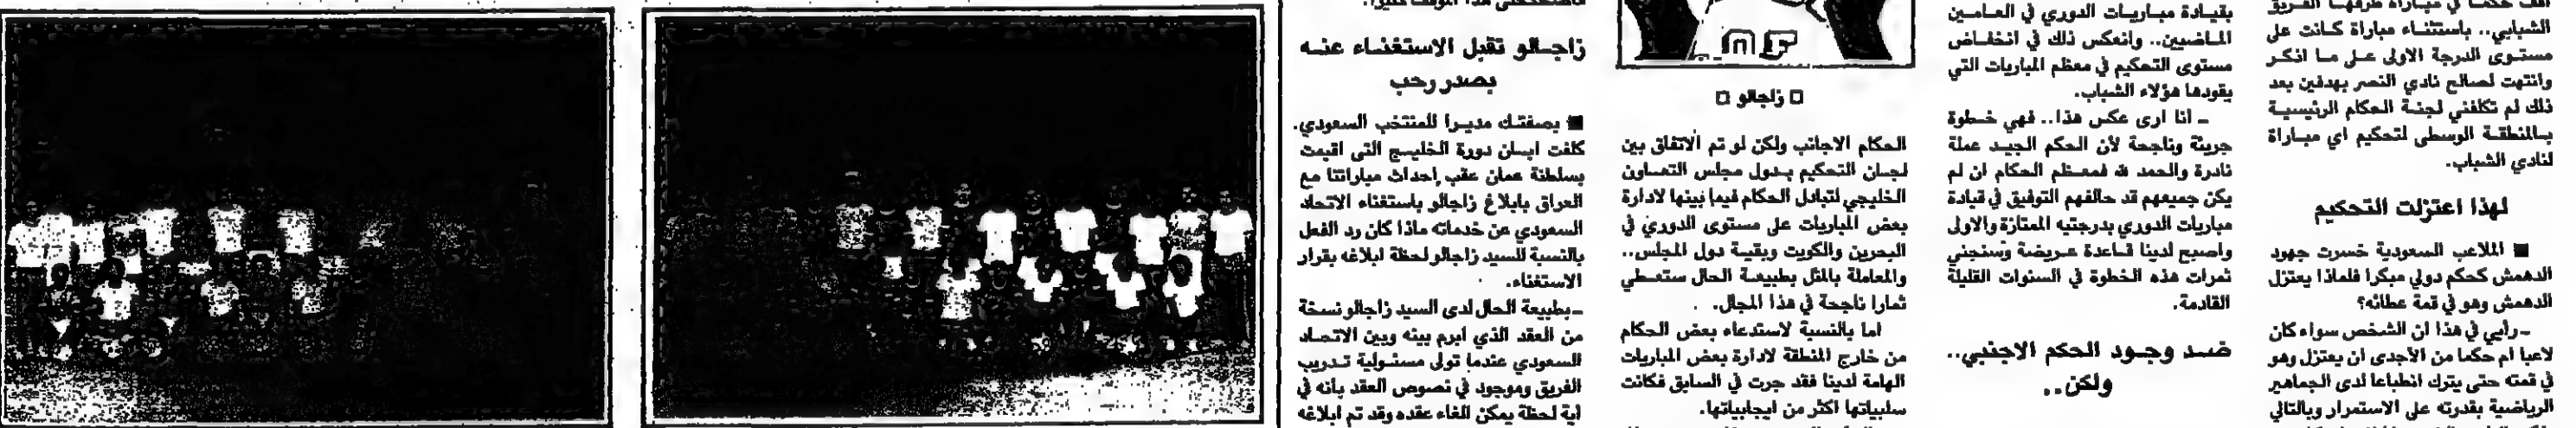 الف حكما في مباراة طرفها الفريق
الشبابي.. باستثناء مباراة كانت على
مستوى الدرجة الاولى على ما اذكر
وانتهت لصالح نادي النصر بهدفين بعد
ذلك لم تكلفني لجنة الحكام الرئيسية
بالمنطقة الوسطى لتحكيم اي مباراة
لنادي الشباب.
لهذا اعتزلت التحكيم
■ الملاعب السعودية خسرت جهود
الدهمش كحكم دولي مبكرا فلماذا يعتزل
الدهمش وهو في قمة عطائه؟
ـ رأيي في هذا ان الشخص سواء كان
لاعبا ام حكما من الأجدى ان يعتزل وهو
في قمته حتى يترك انطباعا لدى الجماهير
الرياضية بقدرته على الاستمرار وبالتالي
بقيادة مباريات الدوري في العامين
الماضيين.. وانعكس ذلك في انخفاض
مستوى التحكيم في معظم المباريات التي
يقودها هؤلاء الشباب.
ـ انا ارى عكس هذا.. فهي خطوة
جريئة وناجحة لأن الحكم الجيد عملة
نادرة والحمد لله فمعظم الحكام ان لم
يكن جميعهم قد حالفهم التوفيق في قيادة
مباريات الدوري بدرجتيه الممتازة والاولى
واصبح لدينا قاعدة عريضة وسنجني
ثمرات هذه الخطوة في السنوات القليلة
القادمة.
ضد وجود الحكم الاجنبي..
ولكن..
□ زاجالو □
الحكام الاجانب ولكن لو تم الاتفاق بين
لجان التحكيم بدول مجلس التعاون
الخليجي لتبادل الحكام فيما بينها لادارة
بعض المباريات على مستوى الدوري في
البحرين والكويت وبقية دول المجلس..
والمعاملة بالمثل بطبيعة الحال ستعطي
ثمارا ناجحة في هذا المجال.
اما بالنسبة لاستدعاء بعض الحكام
من خارج المنطقة لادارة بعض المباريات
الهامة لدينا فقد جرت في السابق فكانت
سلبياتها اكثر من ايجابياتها.
زاجالو تقبل الاستغناء عنه
بصدر رحب
■ بصفتك مديرا للمنتخب السعودي.
كلفت ابان دورة الخليج التي اقيمت
بسلطنة عمان عقب احداث مباراتنا مع
العراق بابلاغ زاجالو باستغناء الاتحاد
السعودي عن خدماته ماذا كان رد الفعل
بالنسبة للسيد زاجالو لحظة ابلاغه بقرار
الاستغناء.
ـ بطبيعة الحال لدى السيد زاجالو نسخة
من العقد الذي ابرم بينه وبين الاتحاد
السعودي عندما تولى مسئولية تدريب
الفريق وموجود في نصوص العقد بانه في
اية لحظة يمكن الغاء عقده وقد تم ابلاغه